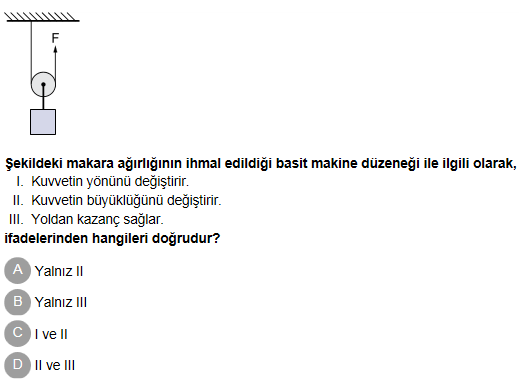 F
Şekildeki makara ağırlığının ihmal edildiği basit makine düzeneği ile ilgili olarak,
I. Kuvvetin yönünü değiştirir.
II. Kuvvetin büyüklüğünü değiştirir.
III. Yoldan kazanç sağlar.
ifadelerinden hangileri doğrudur?
A Yalnız II
B Yalnız III
C I ve II
D II ve III